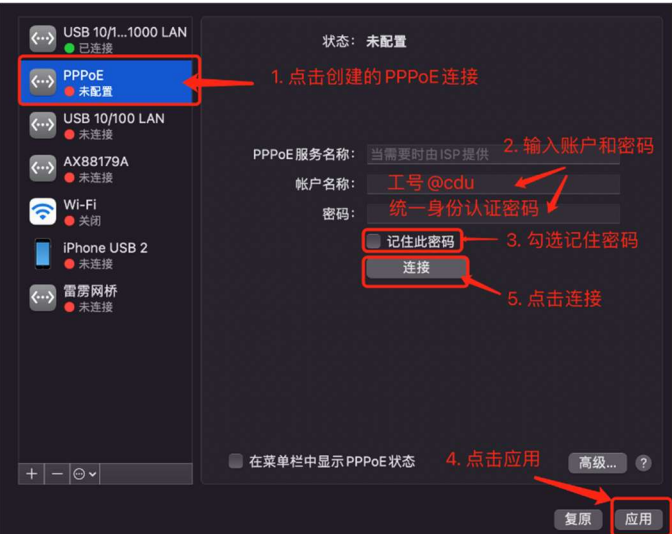 USB 10/1...1000 LAN
已连接
PPPoE
未配置
USB 10/100 LAN
未连接
AX88179A
未连接
Wi-Fi
关闭
iPhone USB 2
未连接
雷雳网桥
未连接
状态： 未配置
1. 点击创建的PPPoE连接
2. 输入账户和密码
PPPoE服务名称： 当需要时由ISP提供
帐户名称： 工号@cdu
密码： 统一身份认证密码
记住此密码 3. 勾选记住密码
连接
5. 点击连接
在菜单栏中显示PPPoE状态
4. 点击应用
高级... ?
复原 应用